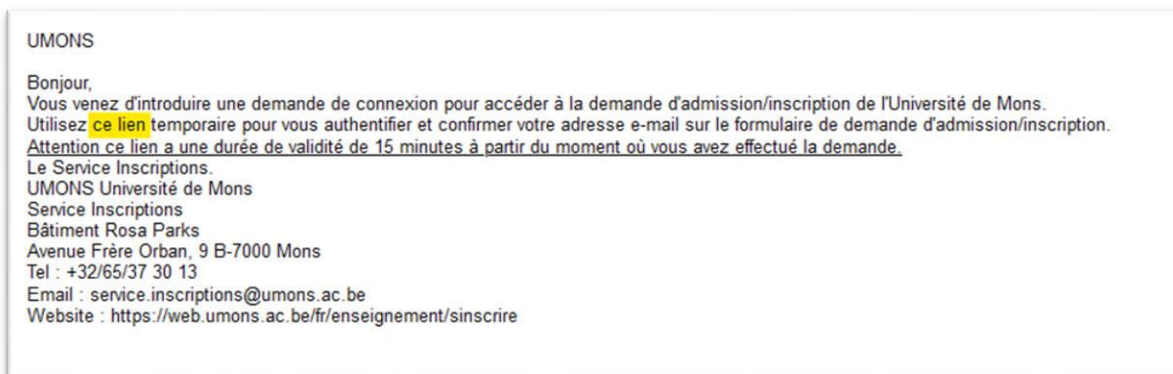 UMONS
Bonjour,
Vous venez d'introduire une demande de connexion pour accéder à la demande d'admission/inscription de l'Université de Mons.
Utilisez ce lien temporaire pour vous authentifier et confirmer votre adresse e-mail sur le formulaire de demande d'admission/inscription.
Attention ce lien a une durée de validité de 15 minutes à partir du moment où vous avez effectué la demande.
Le Service Inscriptions.
UMONS Université de Mons
Service Inscriptions
Bâtiment Rosa Parks
Avenue Frère Orban, 9 B-7000 Mons
Tel : +32/65/37 30 13
Email : service.inscriptions@umons.ac.be
Website : https://web.umons.ac.be/fr/enseignement/sinscrire